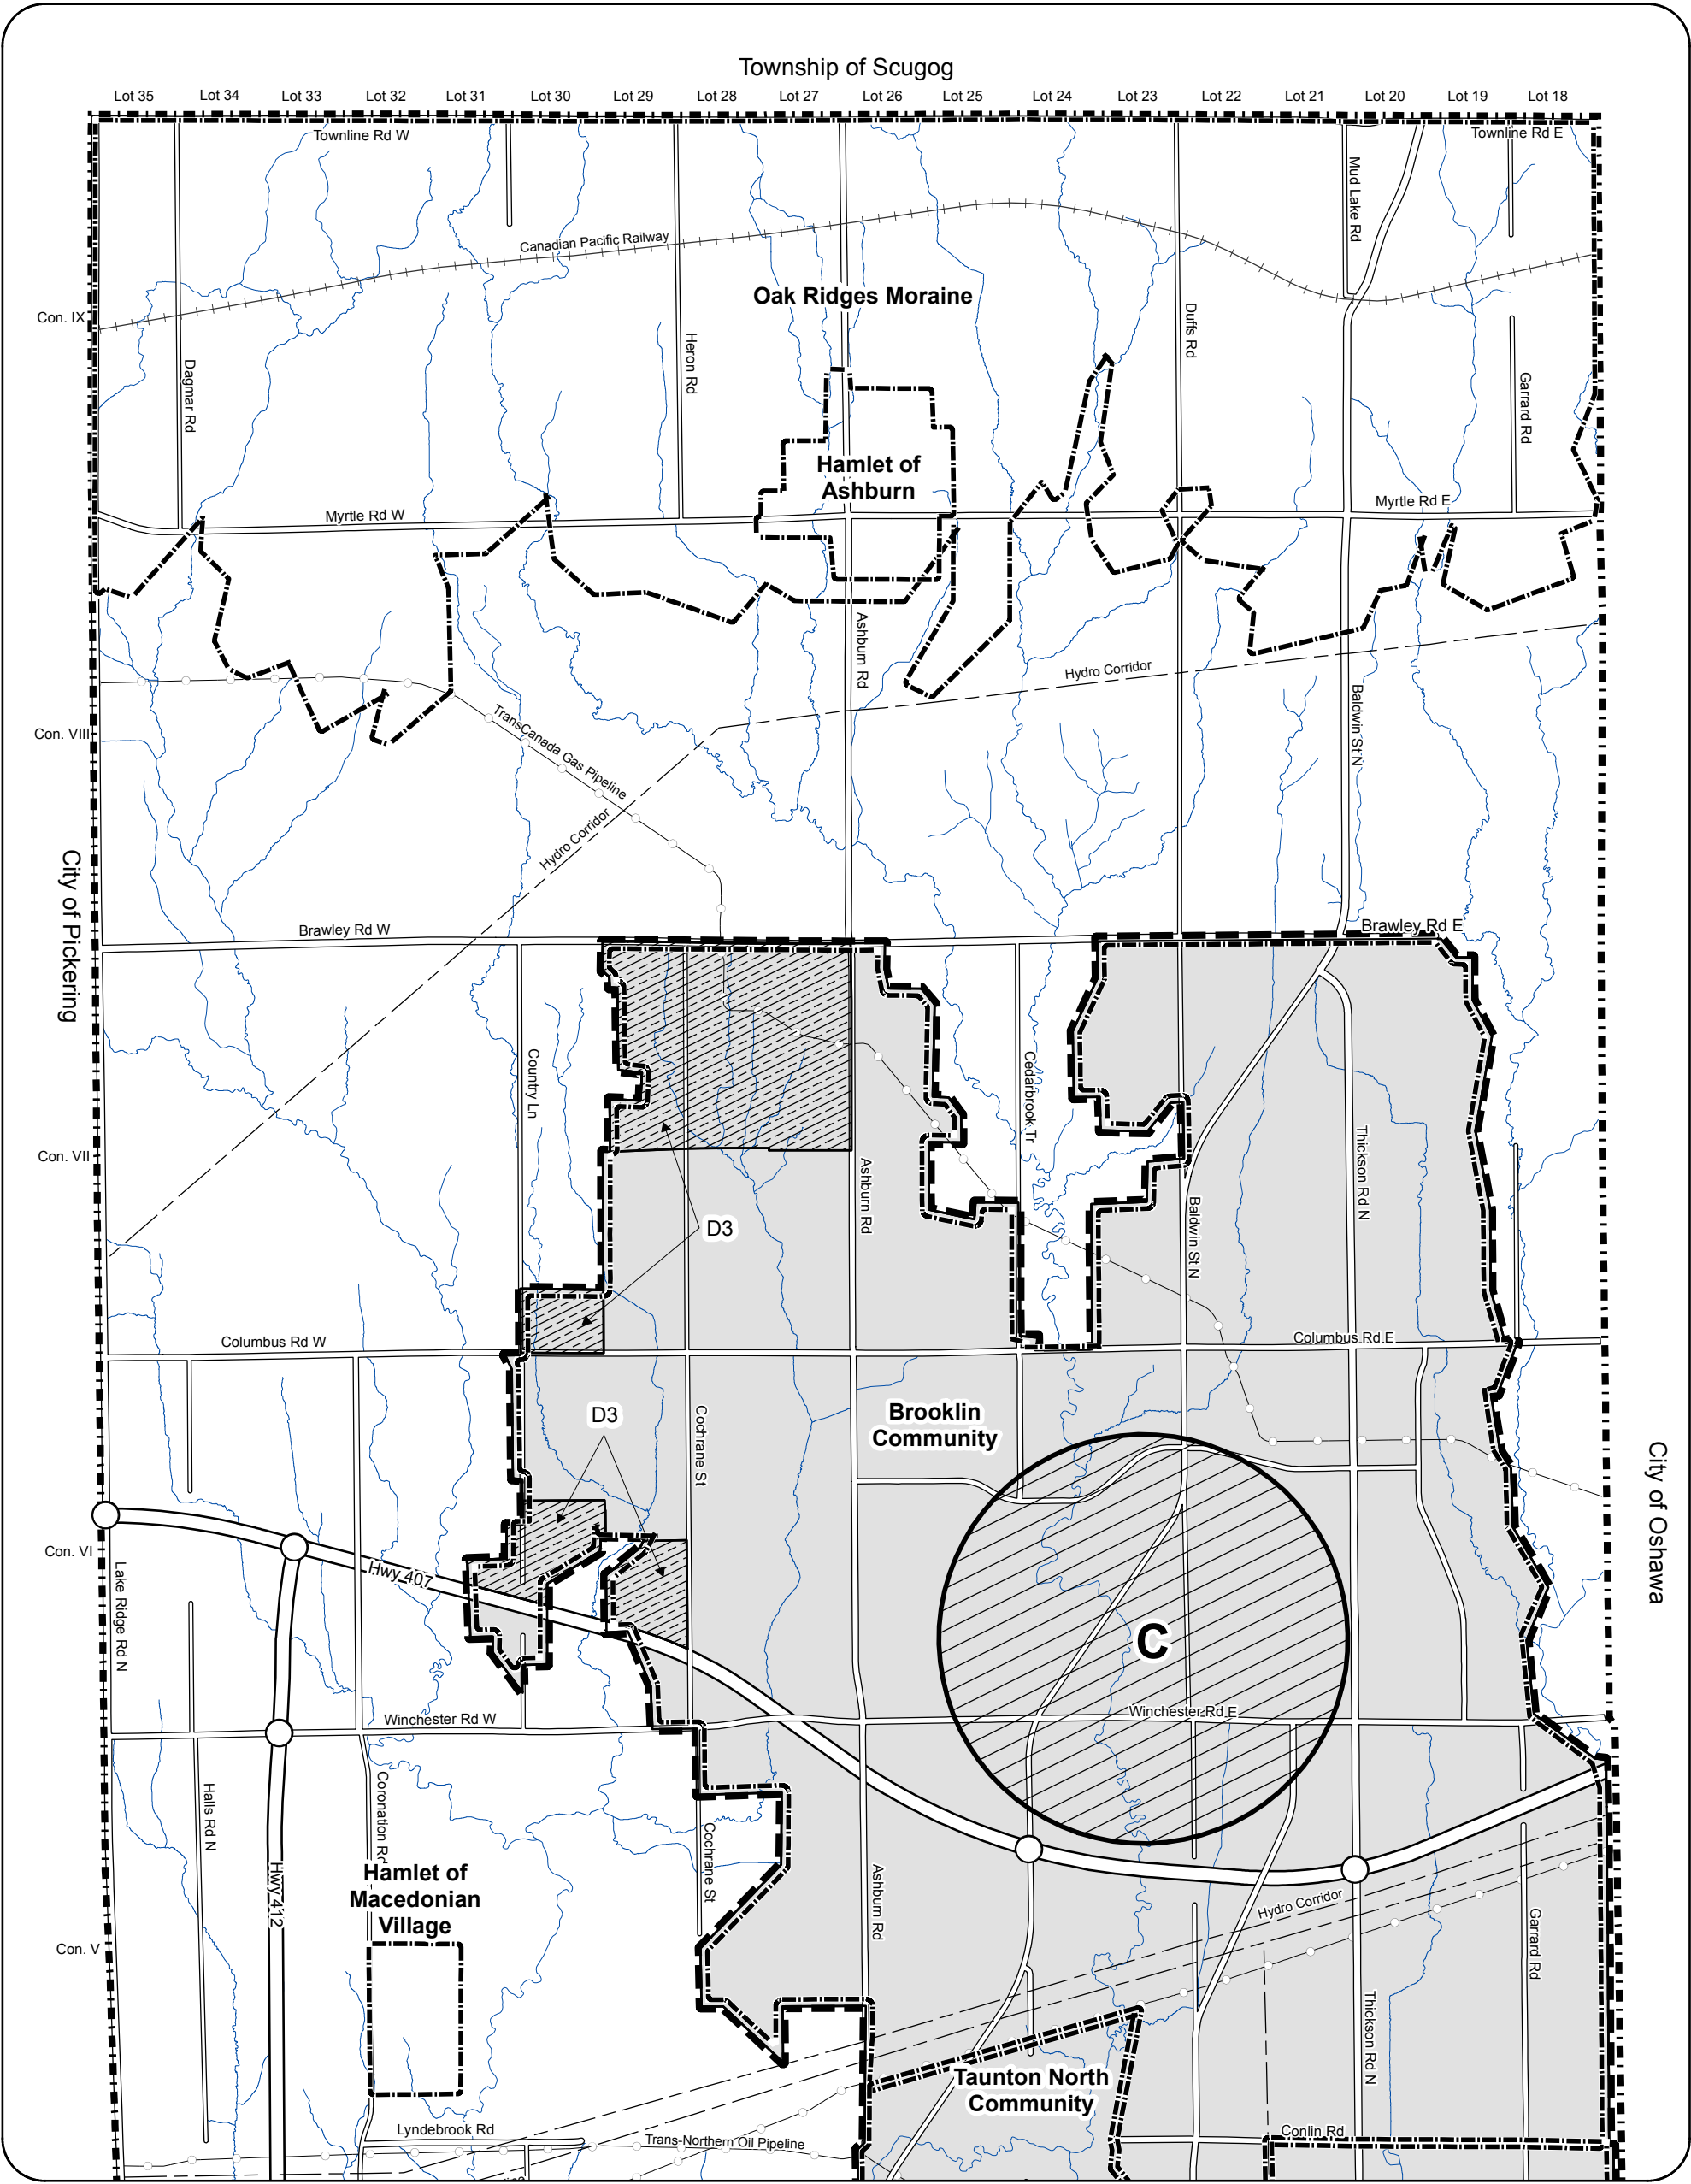 Township of Scugog
Lot 35 Lot 34 Lot 33 Lot 32 Lot 31 Lot 30 Lot 29 Lot 28 Lot 27 Lot 26 Lot 25 Lot 24 Lot 23 Lot 22 Lot 21 Lot 20 Lot 19 Lot 18
Townline Rd W
Townline Rd E
Mud Lake Rd
Canadian Pacific Railway
Oak Ridges Moraine
Con. IX
Dagmar Rd
Heron Rd
Duffs Rd
Garrard Rd
Hamlet of
Ashburn
Myrtle Rd W
Myrtle Rd E
Ashburn Rd
Hydro Corridor
Baldwin St N
Con. VIII
TransCanada Gas Pipeline
Hydro Corridor
City of Pickering
Brawley Rd W
Brawley Rd E
Country Ln
Cedarbrook Tr
Con. VII
Ashburn Rd
Thickson Rd N
Baldwin St N
D3
Columbus Rd W
Columbus Rd E
D3
Cochrane St
Brooklin
Community
City of Oshawa
Con. VI
Lake Ridge Rd N
Hwy 407
C
Winchester Rd W
Winchester Rd E
Halls Rd N
Coronation Rd
Cochrane St
Hwy 412
Hamlet of
Macedonian
Village
Ashburn Rd
Hydro Corridor
Garrard Rd
Con. V
Thickson Rd N
Taunton North
Community
Lyndebrook Rd
Trans-Northern Oil Pipeline
Conlin Rd